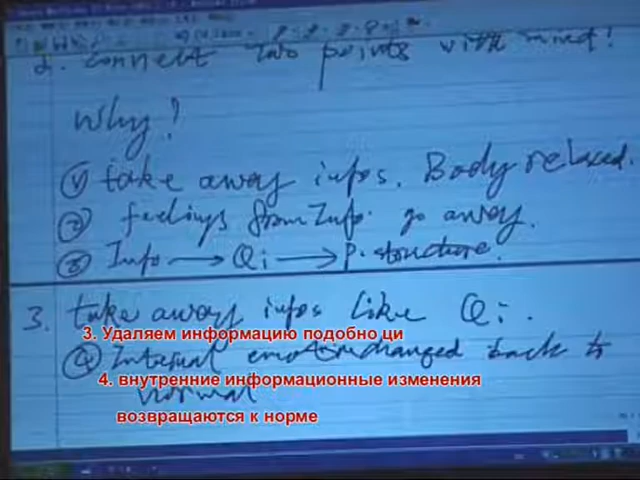 2. connect two points with mind!
Why?
① take away infos. Body relaxed.
② feelings from Info. go away.
③ Info → Qi → P. structure.
3. take away infos like Qi.
3. Удаляем информацию подобно ци
④ Internal changed back to
4. внутренние информационные изменения
normal
возвращаются к норме